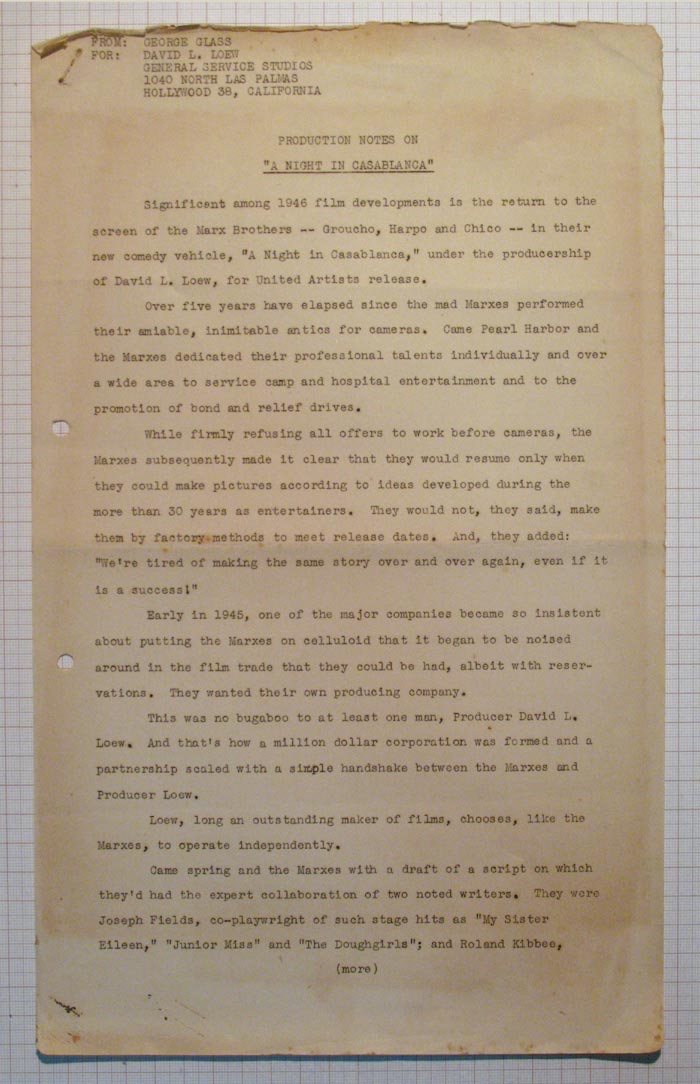 FROM: GEORGE GLASS
FOR: DAVID L. LOEW
GENERAL SERVICE STUDIOS
1040 NORTH LAS PALMAS
HOLLYWOOD 38, CALIFORNIA
PRODUCTION NOTES ON
"A NIGHT IN CASABLANCA"
Significant among 1946 film developments is the return to the
screen of the Marx Brothers -- Groucho, Harpo and Chico -- in their
new comedy vehicle, "A Night in Casablanca," under the producership
of David L. Loew, for United Artists release.
Over five years have elapsed since the mad Marxes performed
their amiable, inimitable antics for cameras. Came Pearl Harbor and
the Marxes dedicated their professional talents individually and over
a wide area to service camp and hospital entertainment and to the
promotion of bond and relief drives.
While firmly refusing all offers to work before cameras, the
Marxes subsequently made it clear that they would resume only when
they could make pictures according to ideas developed during the
more than 30 years as entertainers. They would not, they said, make
them by factory methods to meet release dates. And, they added:
"We're tired of making the same story over and over again, even if it
is a success!"
Early in 1945, one of the major companies became so insistent
about putting the Marxes on celluloid that it began to be noised
around in the film trade that they could be had, albeit with reser-
vations. They wanted their own producing company.
This was no bugaboo to at least one man, Producer David L.
Loew. And that's how a million dollar corporation was formed and a
partnership sealed with a simple handshake between the Marxes and
Producer Loew.
Loew, long an outstanding maker of films, chooses, like the
Marxes, to operate independently.
Came spring and the Marxes with a draft of a script on which
they'd had the expert collaboration of two noted writers. They were
Joseph Fields, co-playwright of such stage hits as "My Sister
Eileen," "Junior Miss" and "The Doughgirls"; and Roland Kibbee,
(more)